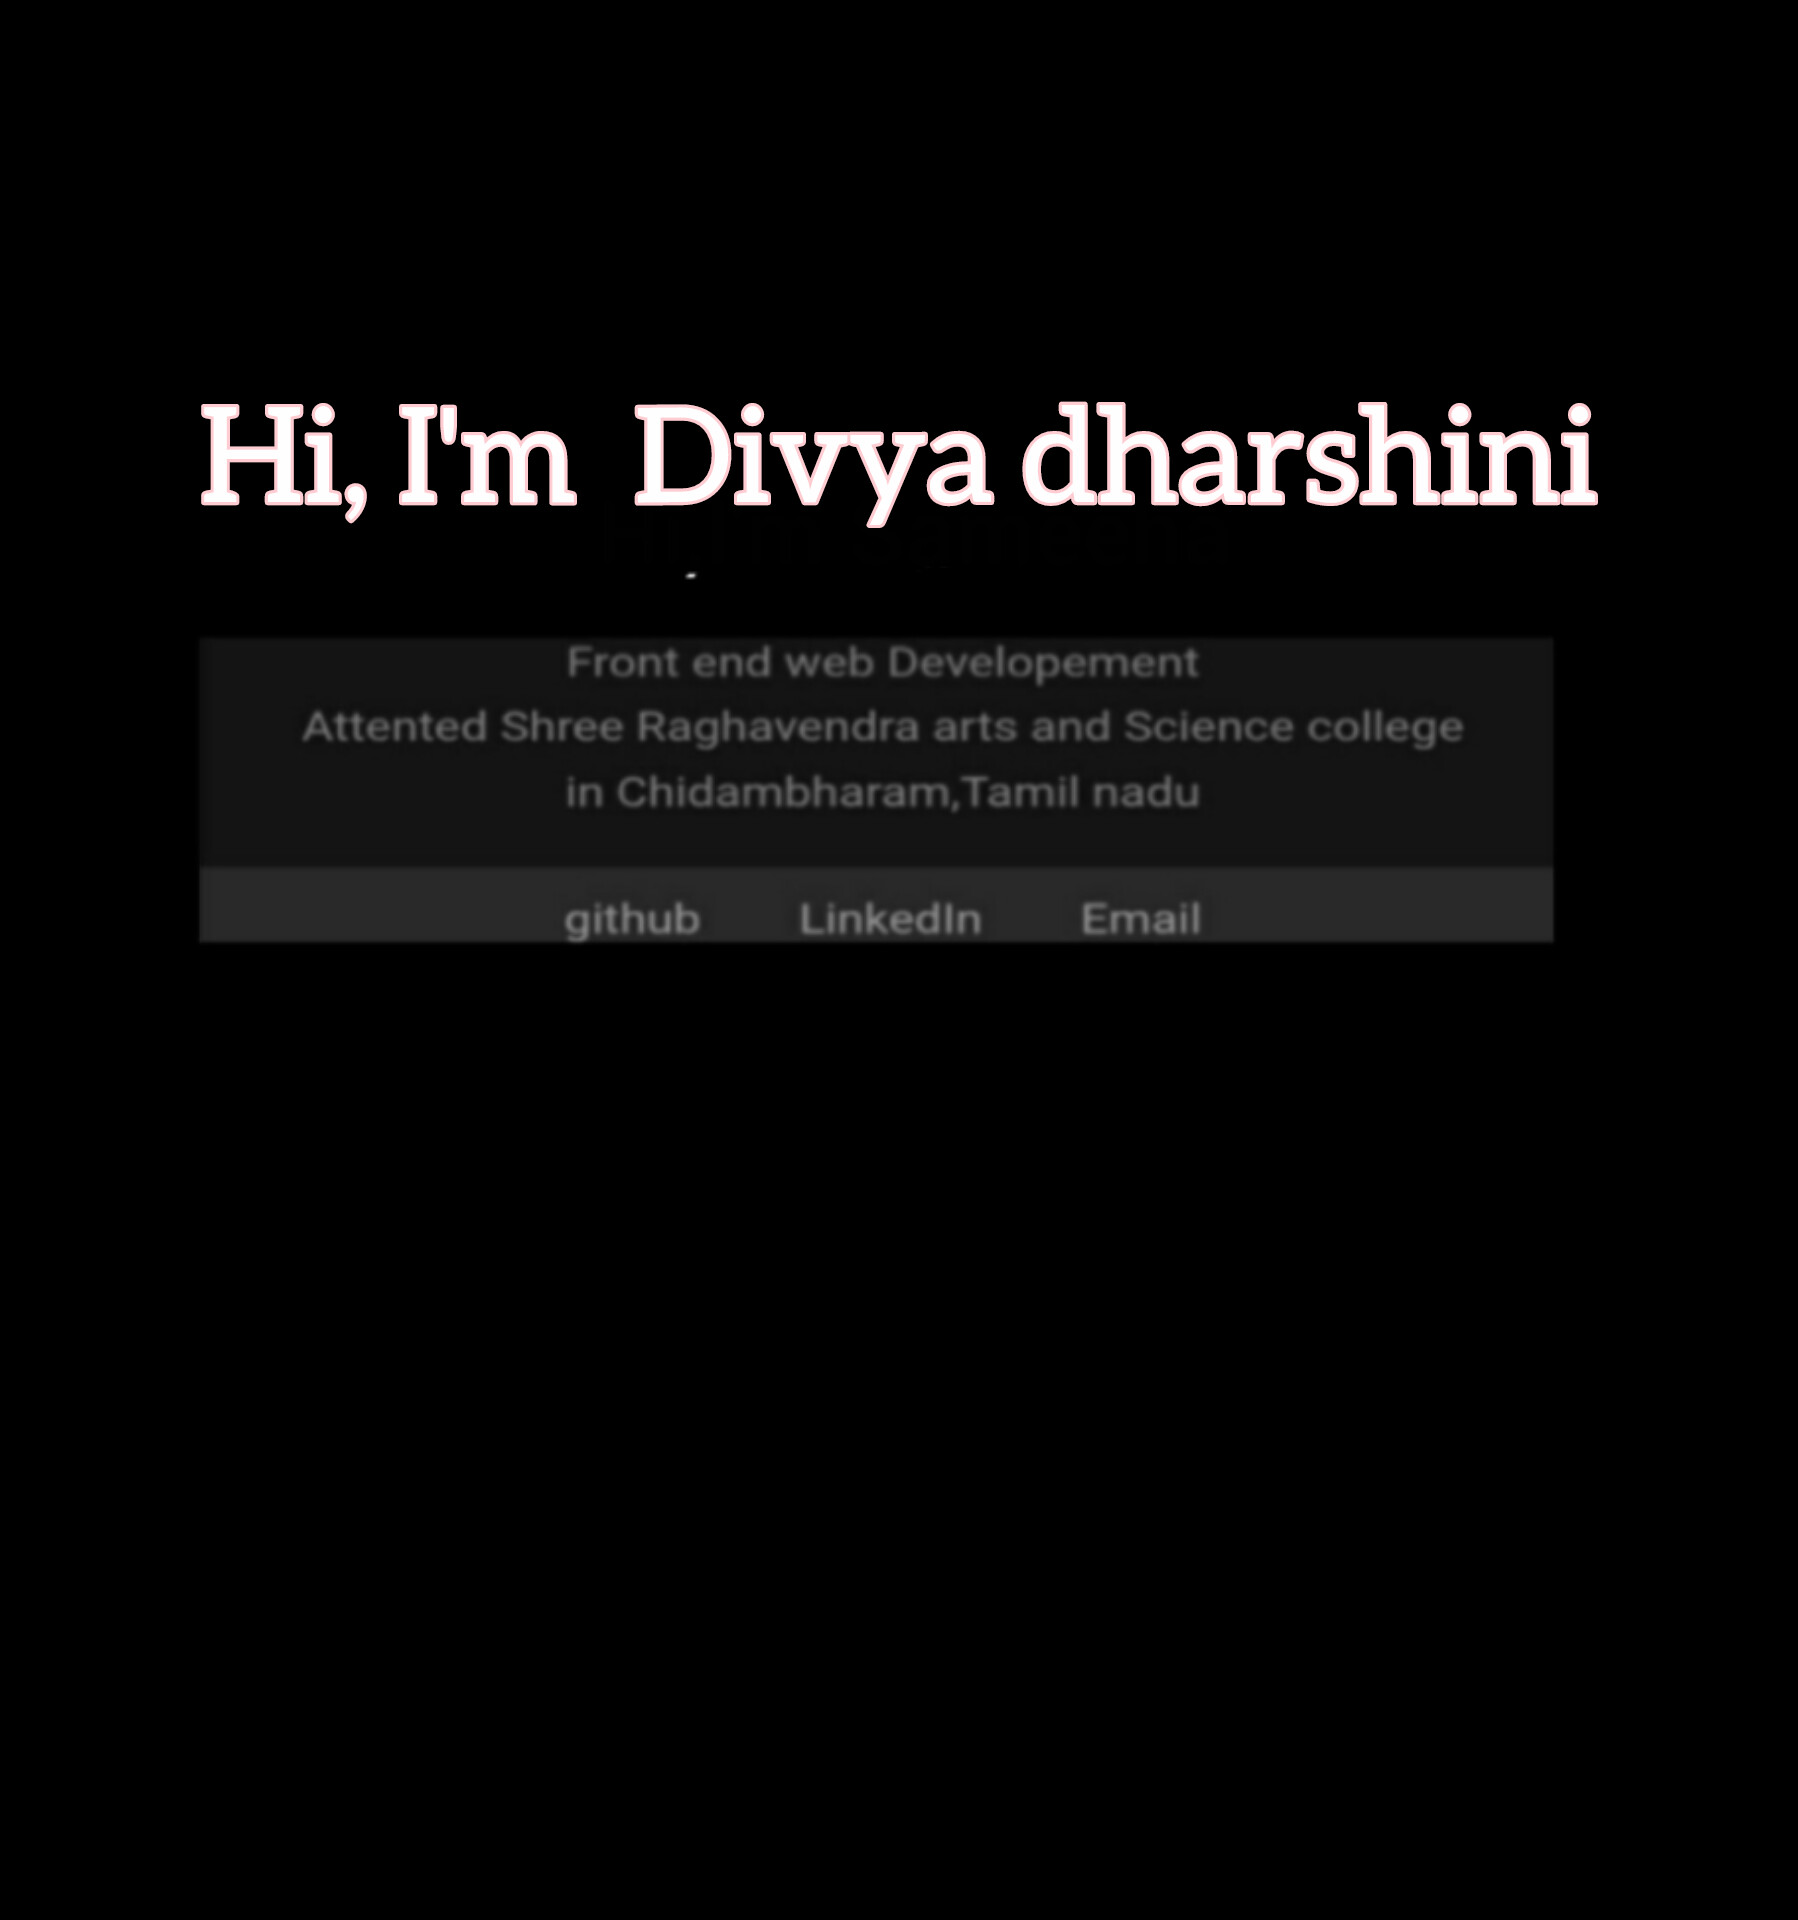 Hi, I'm Divya dharshini
Front end web Developement
Attented Shree Raghavendra arts and Science college
in Chidambharam,Tamil nadu
github LinkedIn Email